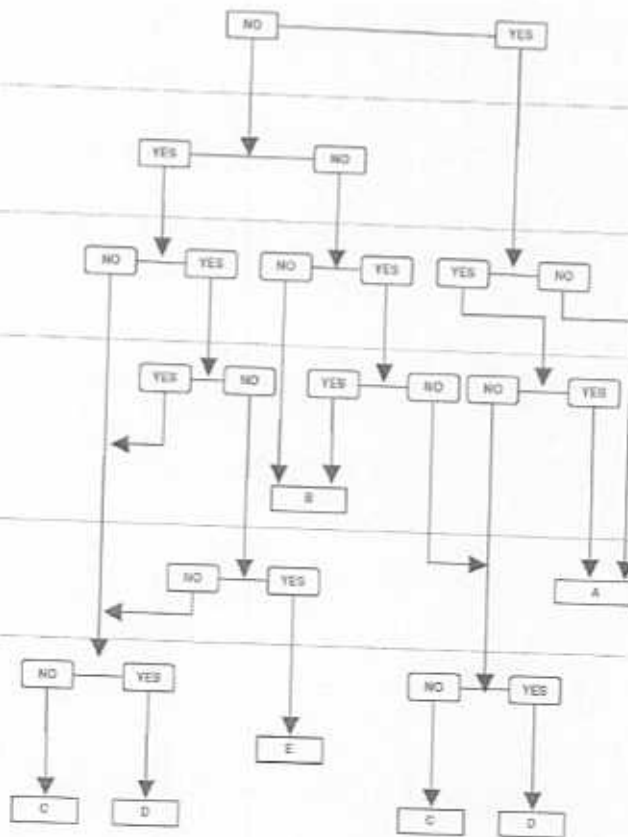 NO YES
YES NO
NO YES NO YES YES NO
YES NO YES NO NO YES
B
NO YES A
NO YES NO YES
E
C D C D